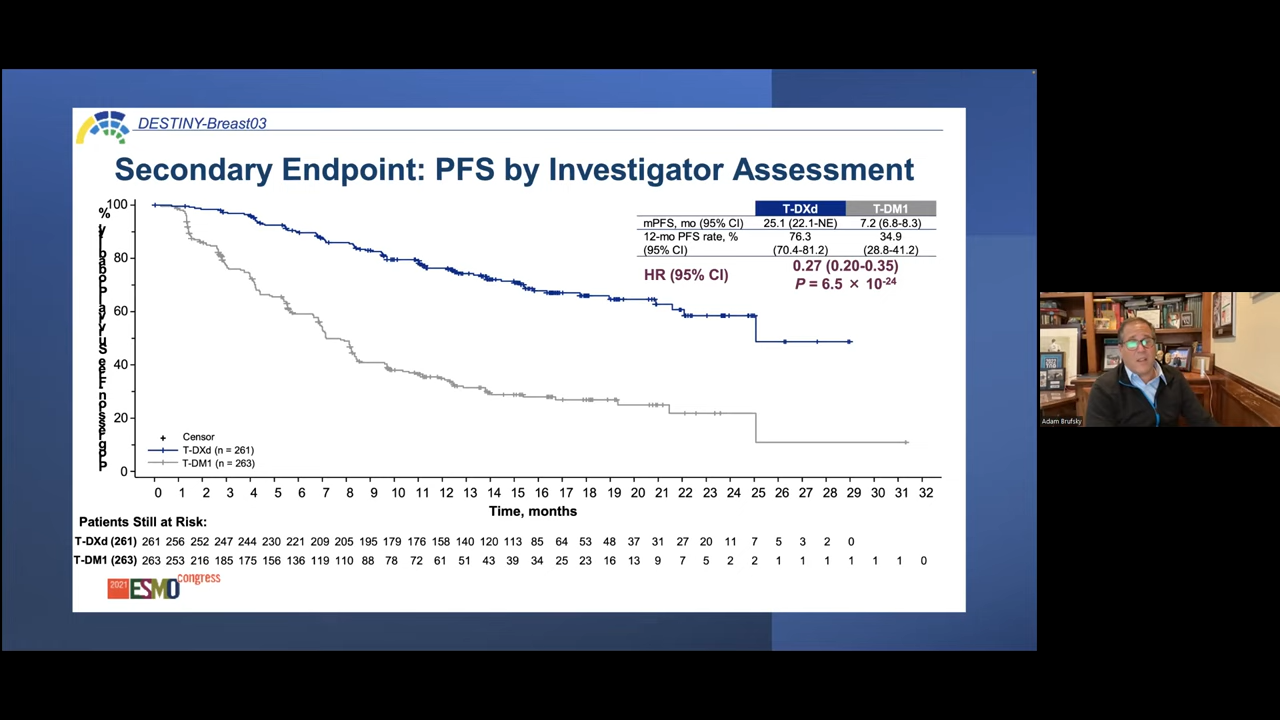 DESTINY-Breast03
Secondary Endpoint: PFS by Investigator Assessment
Progression-Free Survival Probability, %
100
80
60
40
20
0
T-DXd T-DM1
mPFS, mo (95% CI) 25.1 (22.1-NE) 7.2 (6.8-8.3)
12-mo PFS rate, % 76.3 34.9
(95% CI) (70.4-81.2) (28.8-41.2)
HR (95% CI) 0.27 (0.20-0.35)
P = 6.5 × 10-24
Censor
T-DXd (n = 261)
T-DM1 (n = 263)
0 1 2 3 4 5 6 7 8 9 10 11 12 13 14 15 16 17 18 19 20 21 22 23 24 25 26 27 28 29 30 31 32
Time, months
Patients Still at Risk:
T-DXd (261) 261 256 252 247 244 230 221 209 205 195 179 176 158 140 120 113 85 64 53 48 37 31 27 20 11 7 5 3 2 0
T-DM1 (263) 263 253 216 185 175 156 136 119 110 88 78 72 61 51 43 39 34 25 23 16 13 9 7 5 2 2 1 1 1 1 1 1 0
2021 ESMO congress
Adam Brufsky